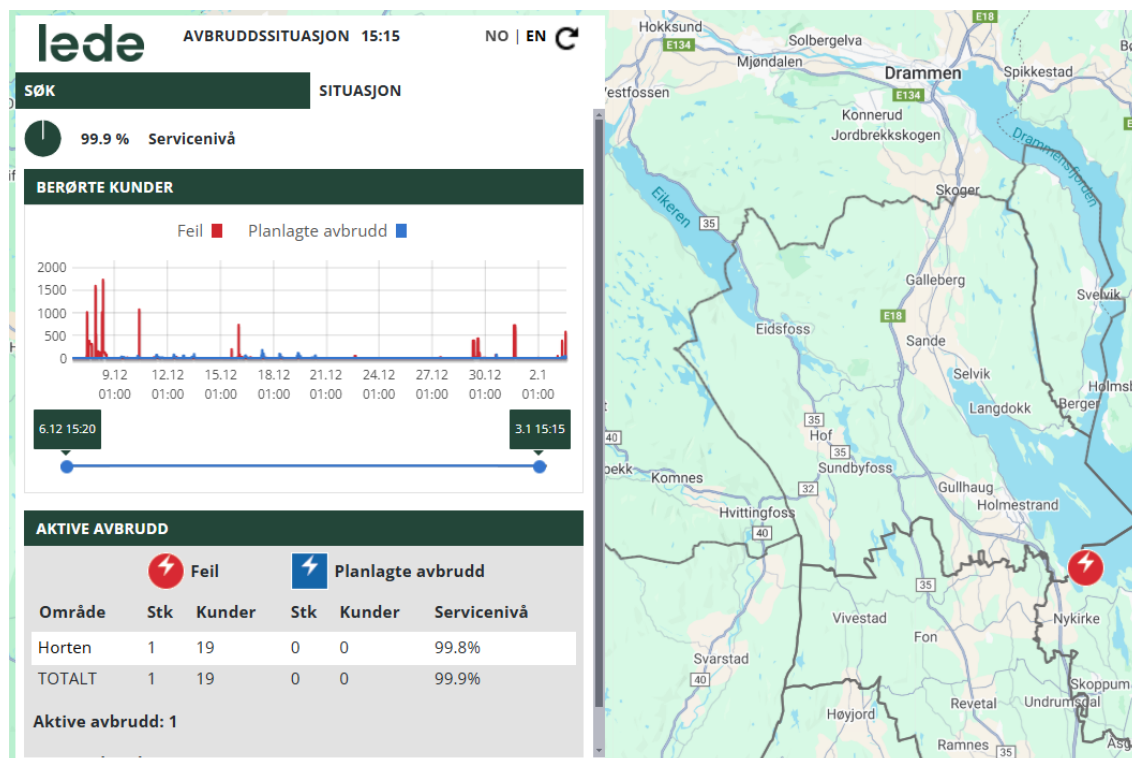 lede
AVBRUDDSSITUASJON 15:15
NO | EN
SØK
SITUASJON
99.9 % Servicenivå
BERØRTE KUNDER
Feil Planlagte avbrudd
2000
1500
1000
500
0
9.12 12.12 15.12 18.12 21.12 24.12 27.12 30.12 2.1
01:00 01:00 01:00 01:00 01:00 01:00 01:00 01:00 01:00
6.12 15:20 3.1 15:15
AKTIVE AVBRUDD
Feil Planlagte avbrudd
Område Stk Kunder Stk Kunder Servicenivå
Horten 1 19 0 0 99.8%
TOTALT 1 19 0 0 99.9%
Aktive avbrudd: 1
E18
Hokksund
E134
Solbergelva
Mjøndalen
Drammen
Spikkestad
E134
Konnerud
Jordbrekkskogen
Drammensfjorden
Skoger
Eikeren
35
Galleberg
Svelvik
E18
Eidsfoss
Sande
Selvik
Berger
Langdokk
35
Hof
40
35
Sundbyfoss
Komnes
32
Gullhaug
Holmestrand
Hvittingfoss
40
35
Vivestad
Nykirke
Fon
Svarstad
40
Skoppum
Revetal
Undrumsdal
Høyjord
Ramnes
35